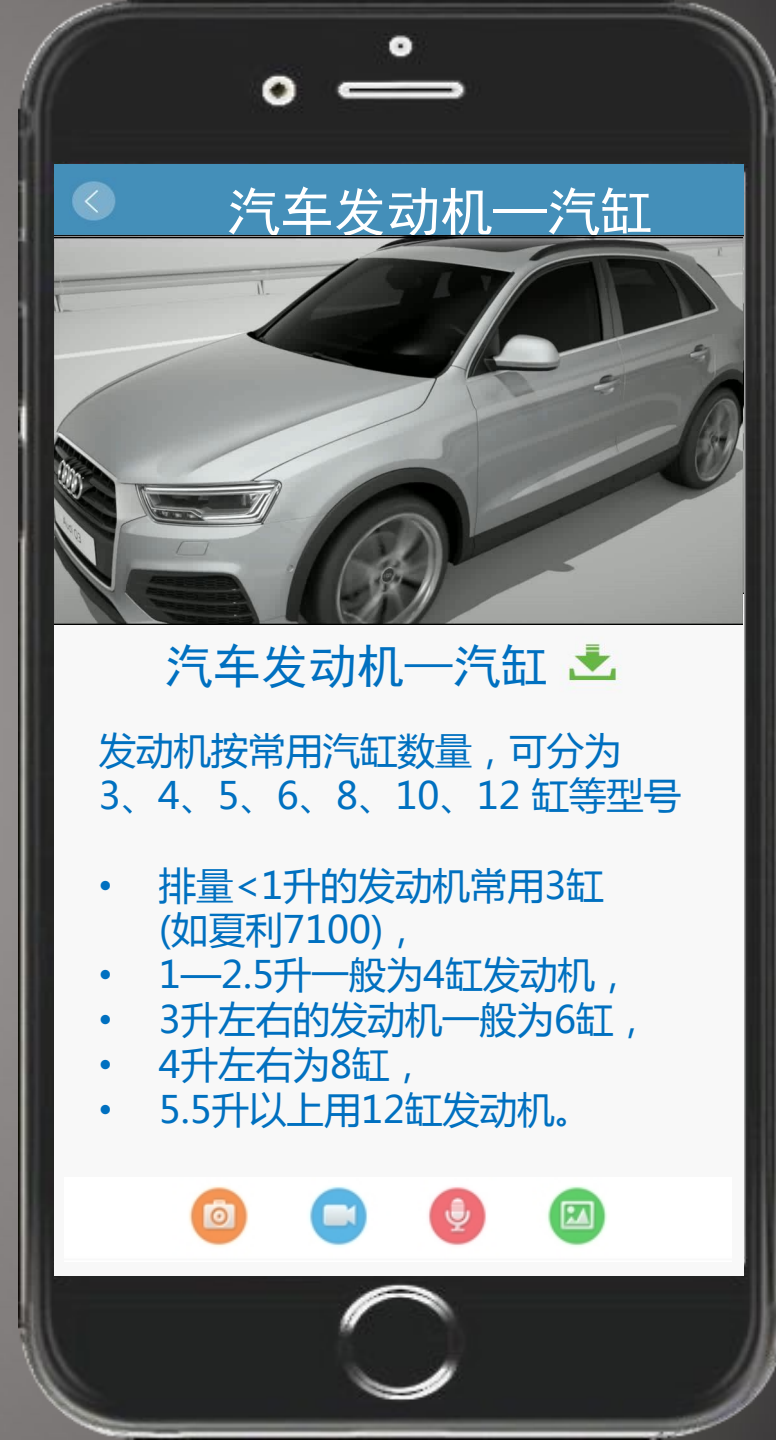 汽车发动机—汽缸
Audi Q3
汽车发动机—汽缸
发动机按常用汽缸数量，可分为
3、4、5、6、8、10、12 缸等型号
• 排量<1升的发动机常用3缸
(如夏利7100)，
• 1—2.5升一般为4缸发动机，
• 3升左右的发动机一般为6缸，
• 4升左右为8缸，
• 5.5升以上用12缸发动机。